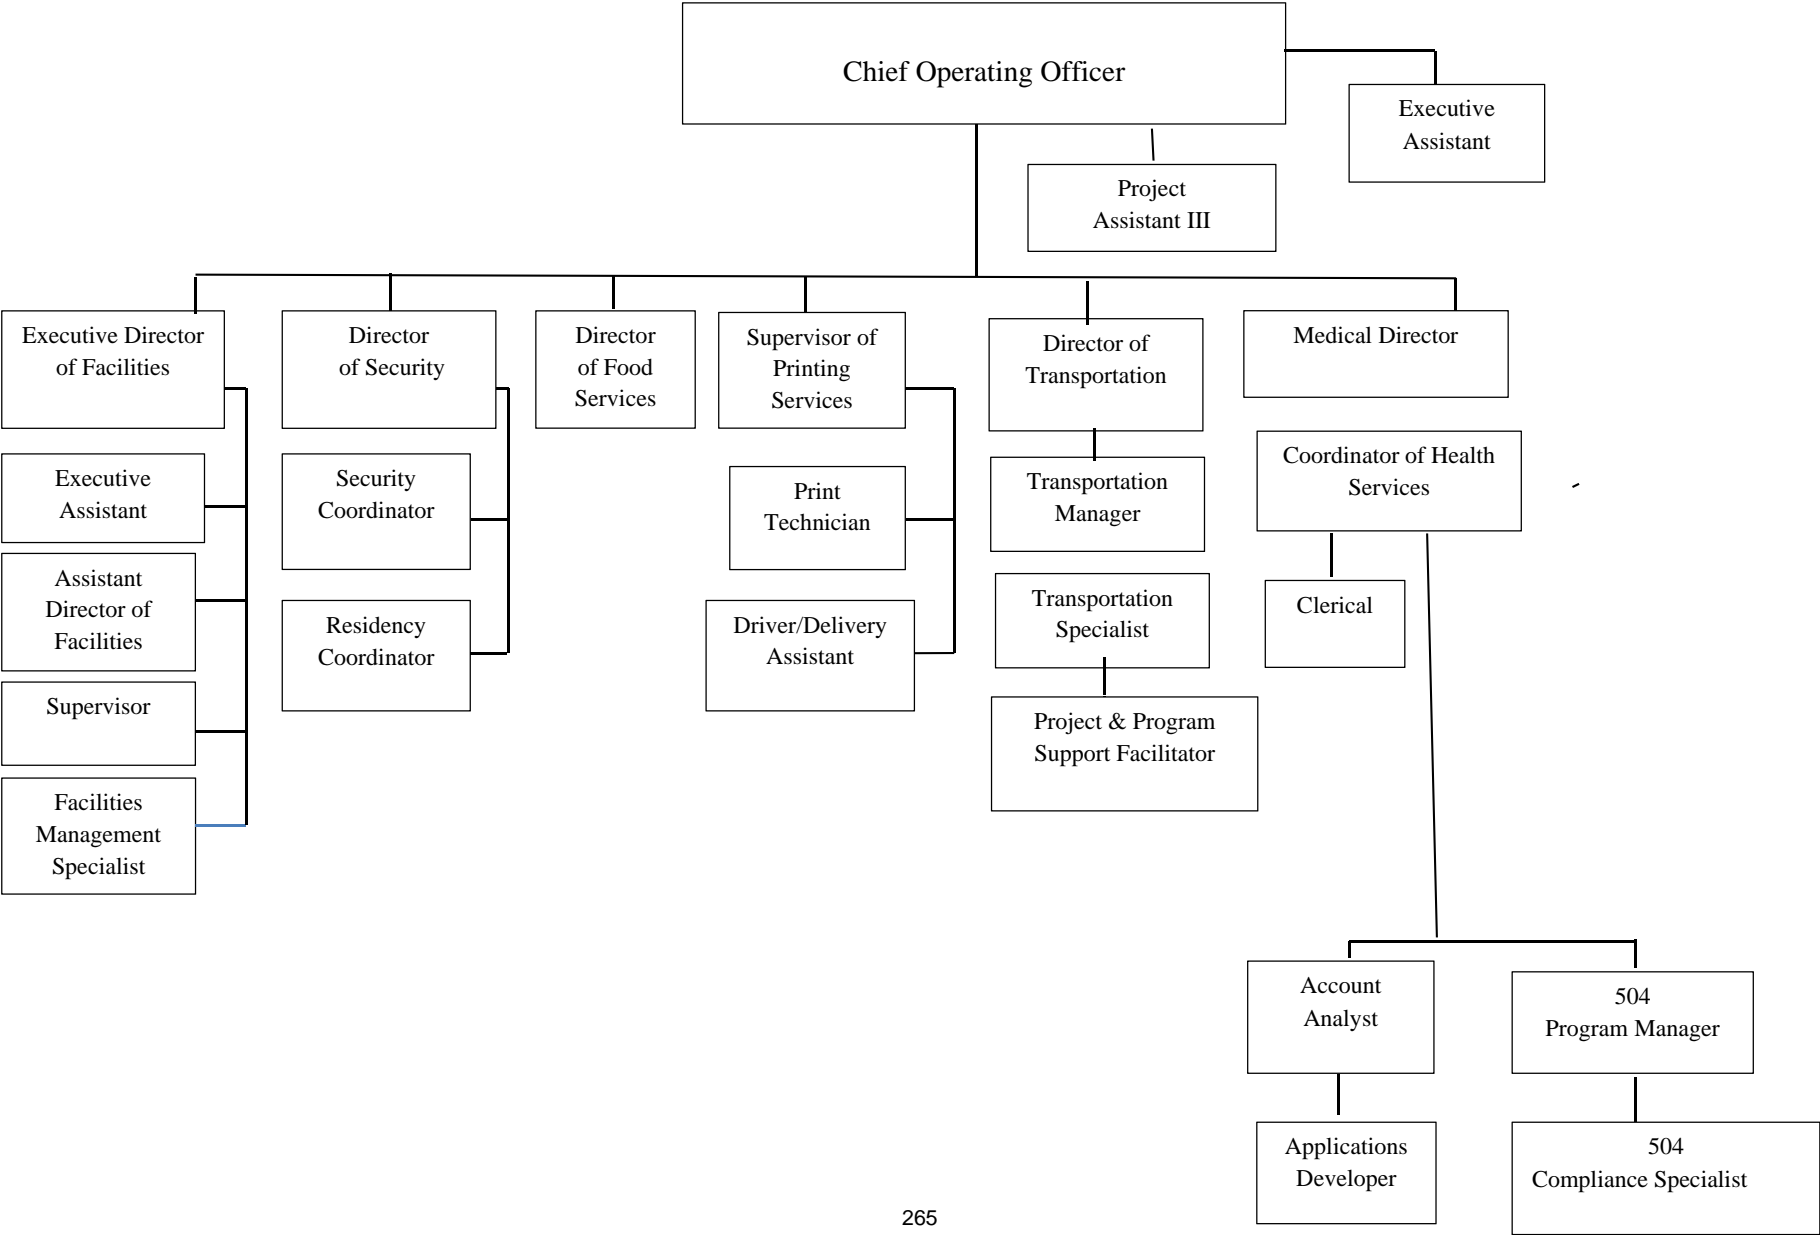 Chief Operating Officer
Executive
Assistant
Project
Assistant III
Executive Director
of Facilities
Director
of Security
Director
of Food
Services
Supervisor of
Printing
Services
Director of
Transportation
Medical Director
Executive
Assistant
Assistant
Director of
Facilities
Supervisor
Facilities
Management
Specialist
Security
Coordinator
Residency
Coordinator
Print
Technician
Driver/Delivery
Assistant
Transportation
Manager
Transportation
Specialist
Project & Program
Support Facilitator
Coordinator of Health
Services
Clerical
Account
Analyst
504
Program Manager
Applications
Developer
504
Compliance Specialist
265